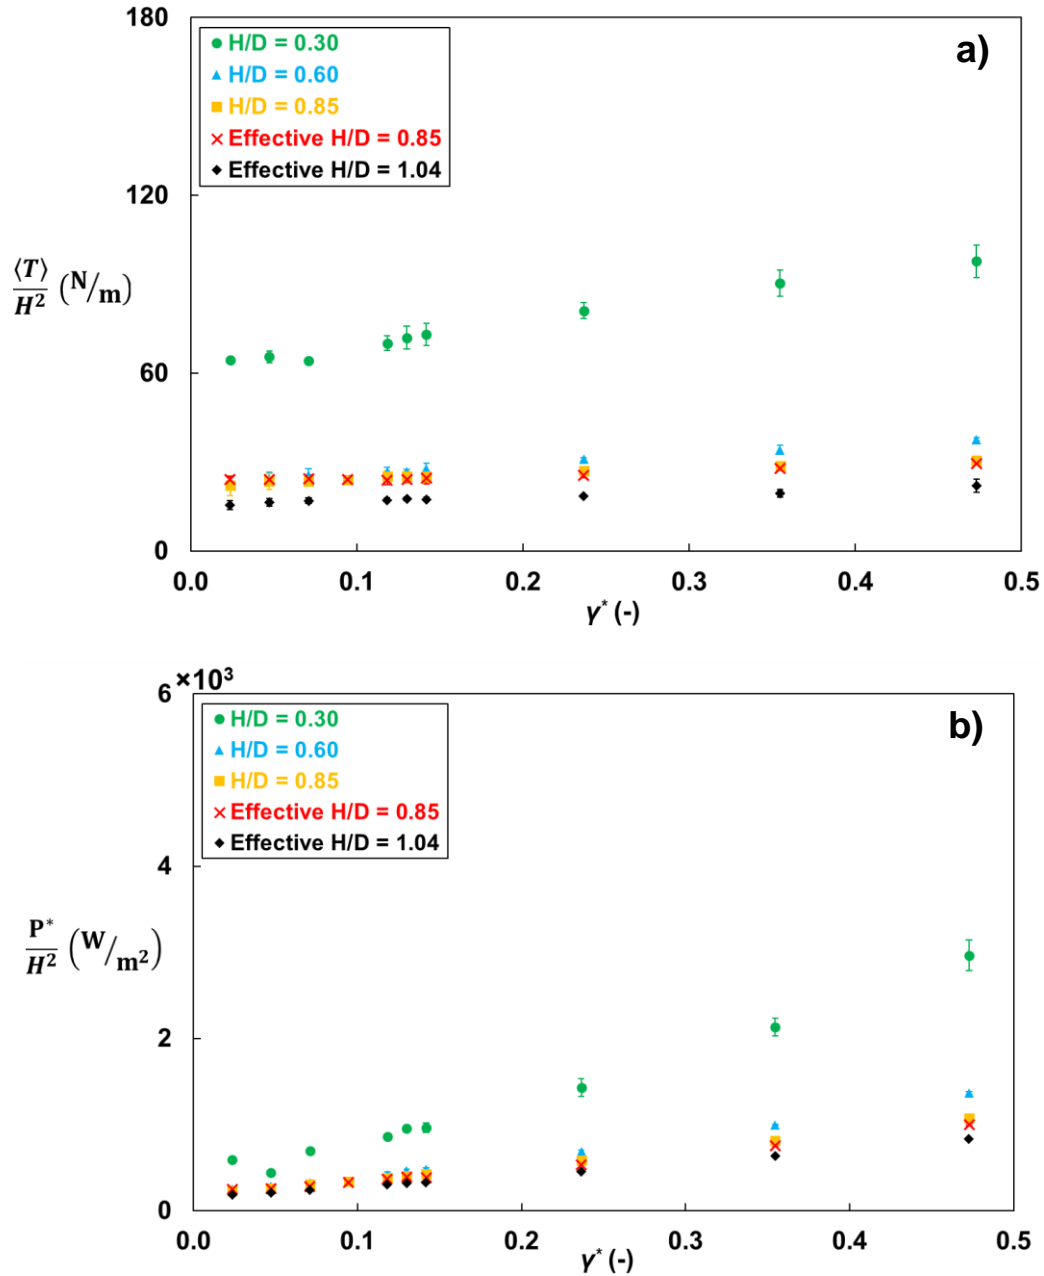 180
a)
H/D = 0.30
H/D = 0.60
H/D = 0.85
Effective H/D = 0.85
Effective H/D = 1.04
120
⟨T⟩/H² (N/m)
60
0
0.0 0.1 0.2 0.3 0.4 0.5
γ* (-)
6 ×10³
b)
H/D = 0.30
H/D = 0.60
H/D = 0.85
Effective H/D = 0.85
Effective H/D = 1.04
4
P*/H² (W/m²)
2
0
0.0 0.1 0.2 0.3 0.4 0.5
γ* (-)